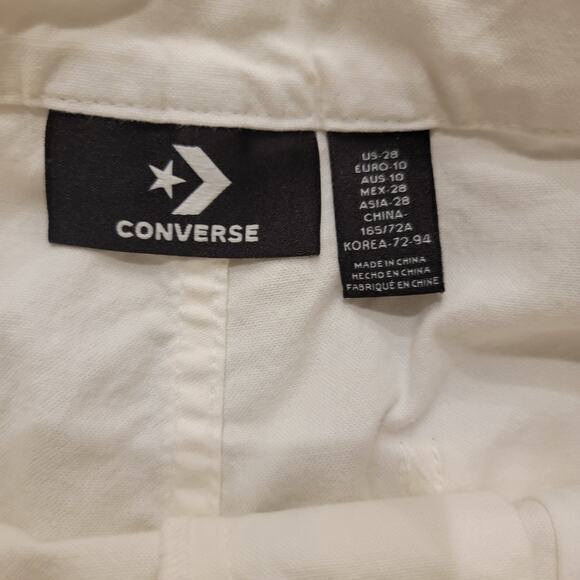 CONVERSE
US-28
EURO-10
AUS-10
MEX-28
ASIA-28
CHINA-
165/72A
KOREA-72-94
MADE IN CHINA
HECHO EN CHINA
FABRIQUÉ EN CHINE